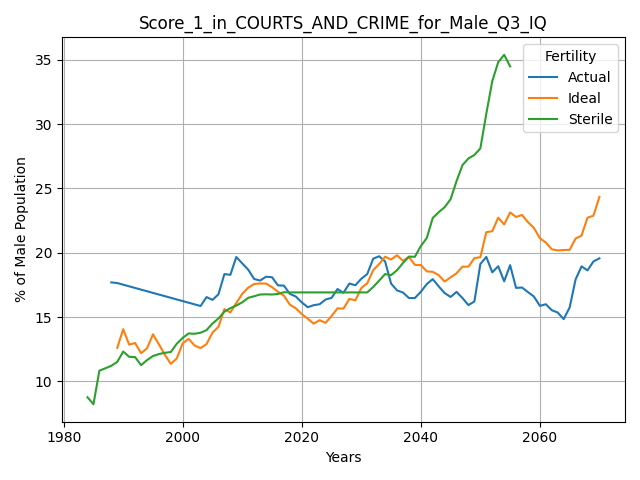 Score_1_in_COURTS_AND_CRIME_for_Male_Q3_IQ
Fertility
Actual
Ideal
Sterile
% of Male Population
35
30
25
20
15
10
1980
2000
2020
2040
2060
Years